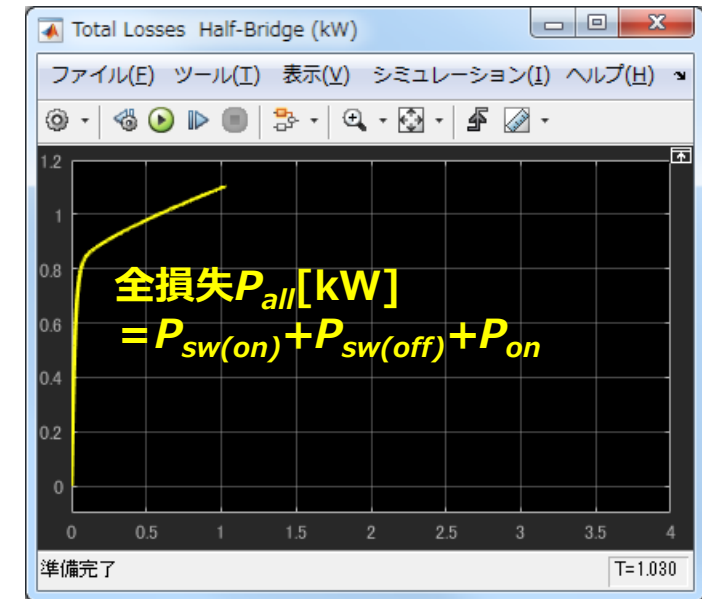 Total Losses Half-Bridge (kW)
ファイル(F) ツール(T) 表示(V) シミュレーション(I) ヘルプ(H)
1.2
1
0.8
0.6
0.4
0.2
0
全損失Pall[kW]
=Psw(on)+Psw(off)+Pon
0 0.5 1 1.5 2 2.5 3 3.5 4
準備完了 T=1.030